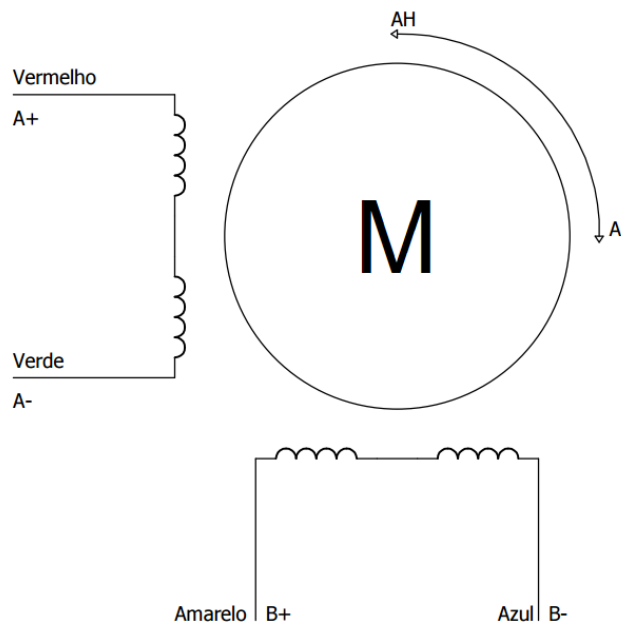 AH
Vermelho
A+
M
A
Verde
A-
Amarelo B+
Azul B-